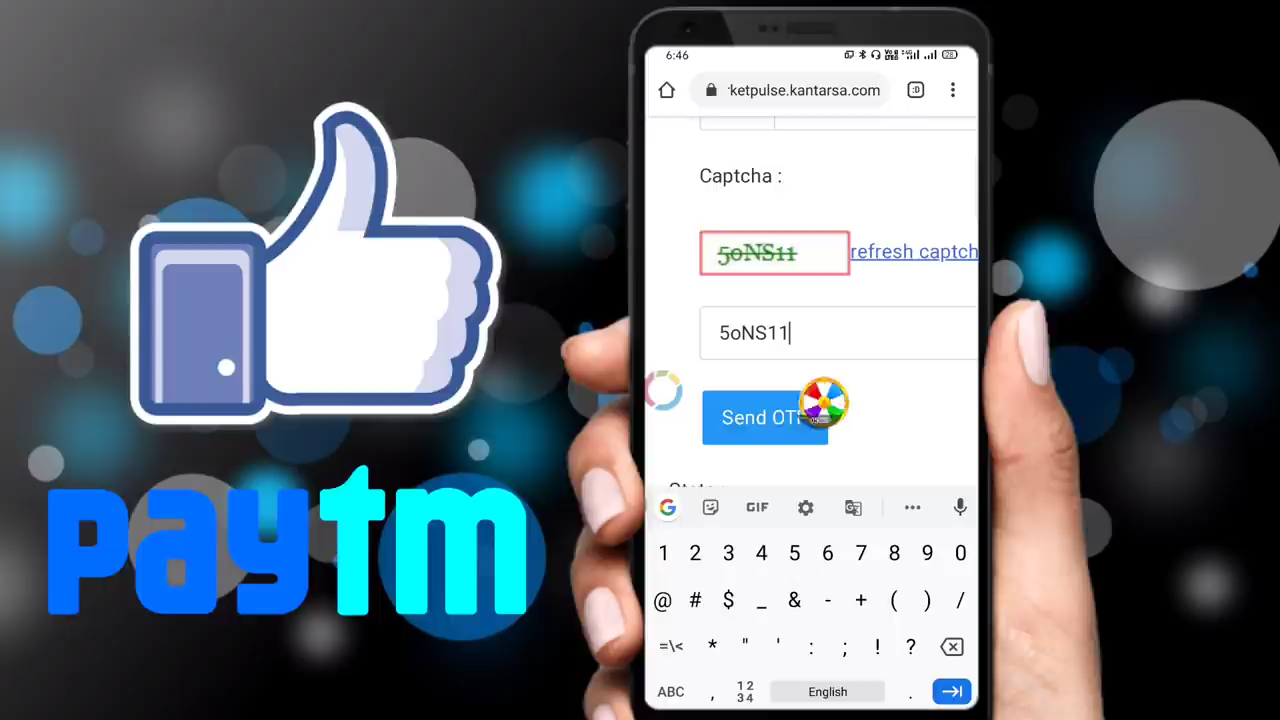 paytm
6:46
28
ketpulse.kantarsa.com
:D
Captcha :
5oNS11 refresh captch
5oNS11
Send OT
GIF
1 2 3 4 5 6 7 8 9 0
@ # $ _ & - + ( ) /
=\< * " ' : ; ! ?
ABC , 12 34 English .